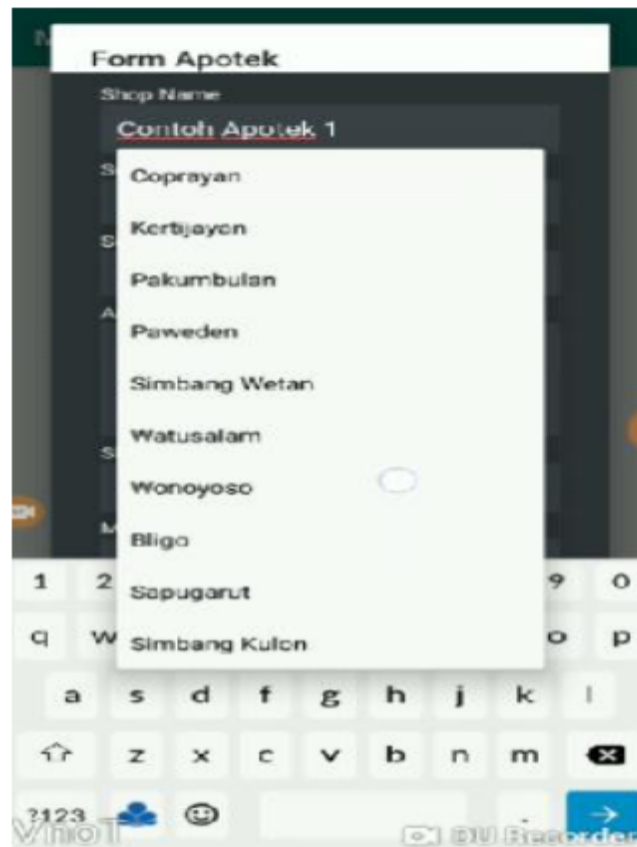 Form Apotek
Shop Name
Contoh Apotek 1
Coprayan
Kertijayan
Pakumbulan
Paweden
Simbang Wetan
Watusalam
Wonoyoso
Bligo
Sapugarut
Simbang Kulon
1 2 9 0
q w o p
a s d f g h j k l
z x c v b n m
?123 .
DU Recorder